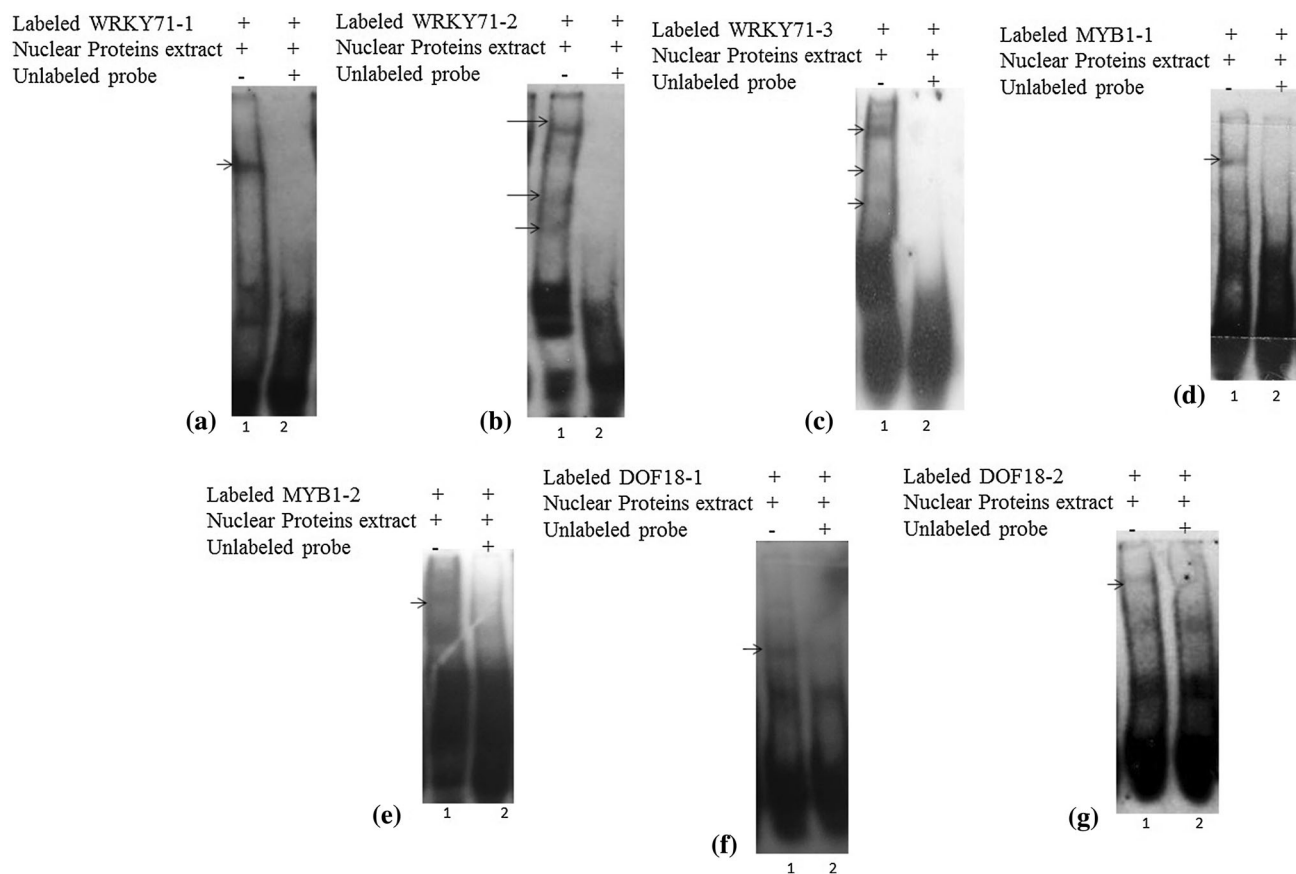 Labeled WRKY71-1 + +
Nuclear Proteins extract + +
Unlabeled probe - +
(a)
1 2
Labeled WRKY71-2 + +
Nuclear Proteins extract + +
Unlabeled probe - +
(b)
1 2
Labeled WRKY71-3 + +
Nuclear Proteins extract + +
Unlabeled probe - +
(c)
1 2
Labeled MYB1-1 + +
Nuclear Proteins extract + +
Unlabeled probe - +
(d)
1 2
Labeled MYB1-2 + +
Nuclear Proteins extract + +
Unlabeled probe - +
(e)
1 2
Labeled DOF18-1 + +
Nuclear Proteins extract + +
Unlabeled probe - +
(f)
1 2
Labeled DOF18-2 + +
Nuclear Proteins extract + +
Unlabeled probe - +
(g)
1 2